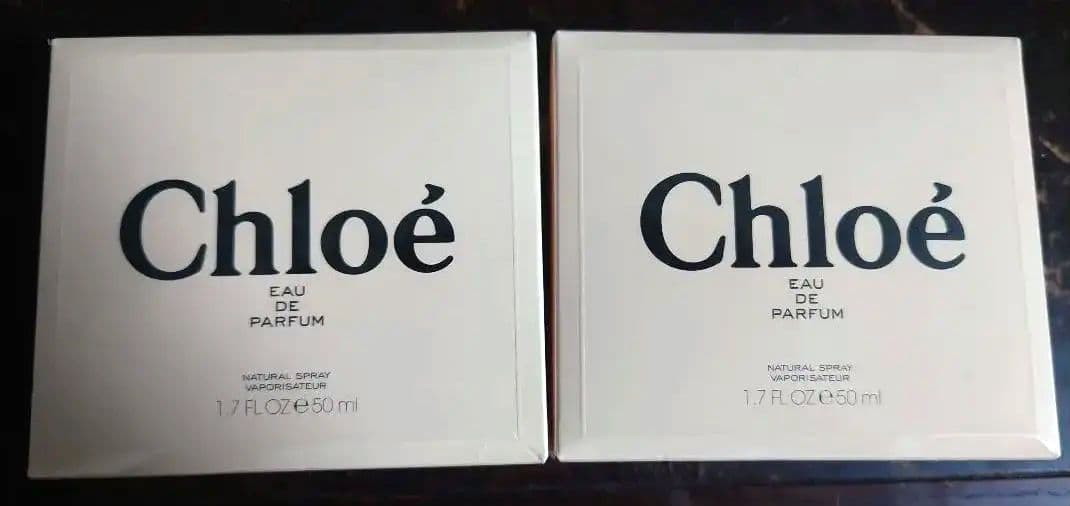 Chloé
EAU
DE
PARFUM
NATURAL SPRAY
VAPORISATEUR
1.7 FL OZ℮50 ml
Chloé
EAU
DE
PARFUM
NATURAL SPRAY
VAPORISATEUR
1.7 FL OZ℮50 ml